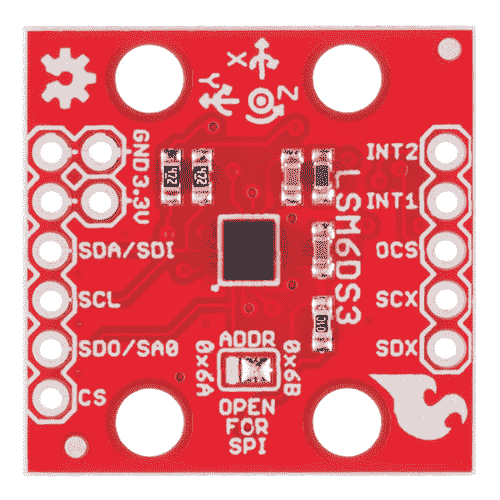 X
Y
Z
GND
3.3V
SDA/SDI
SCL
SDO/SA0
CS
INT2
INT1
OCS
SCX
SDX
LSM6DS3
ADDR
0x6A
0x6B
OPEN
FOR
SPI